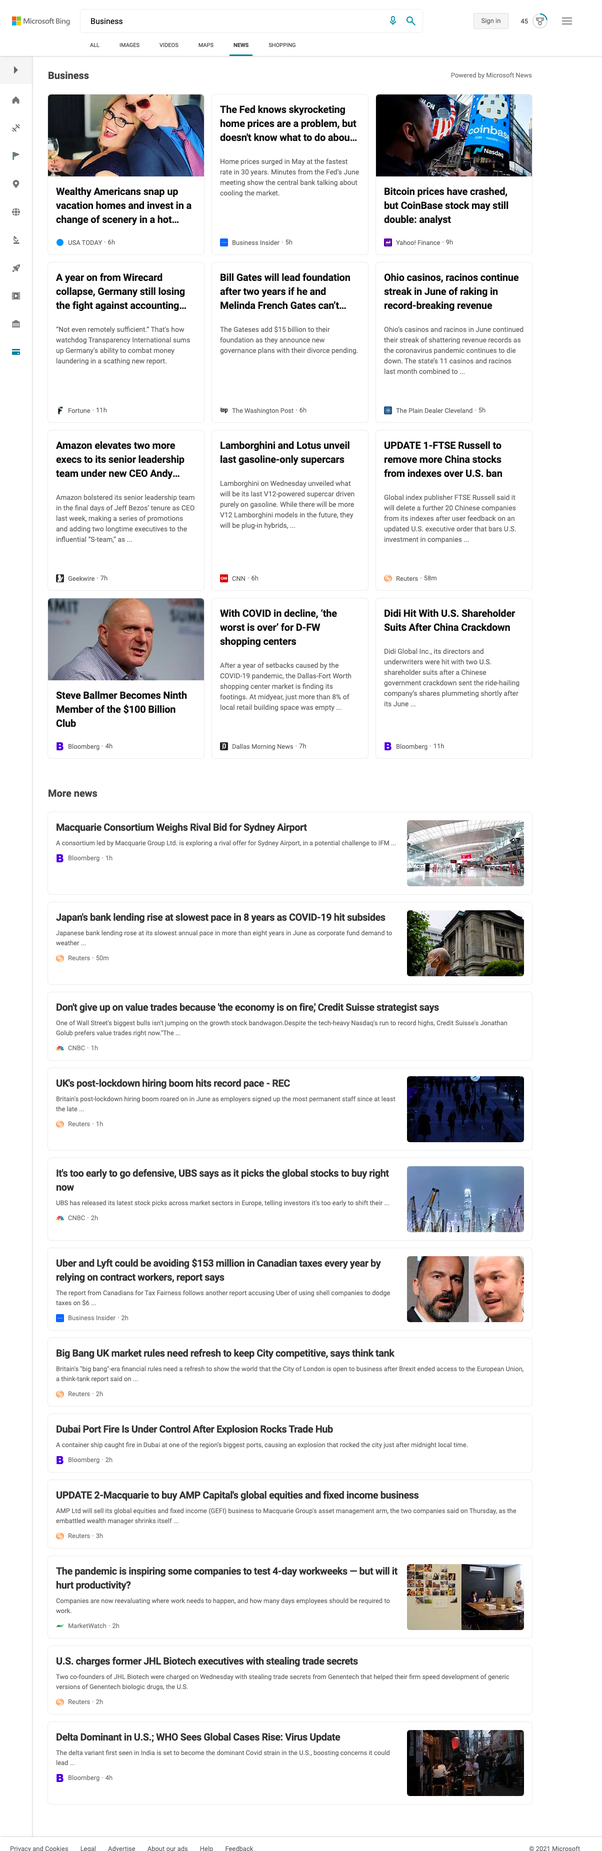 Microsoft Bing
Business
Sign in
45
ALL
IMAGES
VIDEOS
MAPS
NEWS
SHOPPING
Business
Powered by Microsoft News
Wealthy Americans snap up
vacation homes and invest in a
change of scenery in a hot...
USA TODAY · 6h
The Fed knows skyrocketing
home prices are a problem, but
doesn't know what to do abou...
Home prices surged in May at the fastest
rate in 30 years. Minutes from the Fed's June
meeting show the central bank talking about
cooling the market.
Business Insider · 5h
coinbase
Nasdaq
Bitcoin prices have crashed,
but CoinBase stock may still
double: analyst
Yahoo! Finance · 9h
A year on from Wirecard
collapse, Germany still losing
the fight against accounting...
"Not even remotely sufficient." That's how
watchdog Transparency International sums
up Germany's ability to combat money
laundering in a scathing new report.
Fortune · 11h
Bill Gates will lead foundation
after two years if he and
Melinda French Gates can't...
The Gateses add $15 billion to their
foundation as they announce new
governance plans with their divorce pending.
The Washington Post · 6h
Ohio casinos, racinos continue
streak in June of raking in
record-breaking revenue
Ohio's casinos and racinos in June continued
their streak of shattering revenue records as
the coronavirus pandemic continues to die
down. The state's 11 casinos and racinos
last month combined to ...
The Plain Dealer Cleveland · 5h
Amazon elevates two more
execs to its senior leadership
team under new CEO Andy...
Amazon bolstered its senior leadership team
in the final days of Jeff Bezos' tenure as CEO
last week, making a series of promotions
and adding two longtime executives to the
influential "S-team," as ...
Geekwire · 7h
Lamborghini and Lotus unveil
last gasoline-only supercars
Lamborghini on Wednesday unveiled what
will be its last V12-powered supercar driven
purely on gasoline. While there will be more
V12 Lamborghini models in the future, they
will be plug-in hybrids, ...
CNN · 6h
UPDATE 1-FTSE Russell to
remove more China stocks
from indexes over U.S. ban
Global index publisher FTSE Russell said it
will delete a further 20 Chinese companies
from its indexes after user feedback on an
updated U.S. executive order that bars U.S.
investment in companies ...
Reuters · 58m
Steve Ballmer Becomes Ninth
Member of the $100 Billion
Club
Bloomberg · 4h
With COVID in decline, 'the
worst is over' for D-FW
shopping centers
After a year of setbacks caused by the
COVID-19 pandemic, the Dallas-Fort Worth
shopping center market is finding its
footings. At midyear, just more than 8% of
local retail building space was empty ...
Dallas Morning News · 7h
Didi Hit With U.S. Shareholder
Suits After China Crackdown
Didi Global Inc., its directors and
underwriters were hit with two U.S.
shareholder suits after a Chinese
government crackdown sent the ride-hailing
company's shares plummeting shortly after
its June ...
Bloomberg · 11h
More news
Macquarie Consortium Weighs Rival Bid for Sydney Airport
A consortium led by Macquarie Group Ltd. is exploring a rival offer for Sydney Airport, in a potential challenge to IFM ...
Bloomberg · 1h
Japan's bank lending rise at slowest pace in 8 years as COVID-19 hit subsides
Japanese bank lending rose at its slowest annual pace in more than eight years in June as corporate fund demand to
weather ...
Reuters · 50m
Don't give up on value trades because 'the economy is on fire,' Credit Suisse strategist says
One of Wall Street's biggest bulls isn't jumping on the growth stock bandwagon.Despite the tech-heavy Nasdaq's run to record highs, Credit Suisse's Jonathan
Golub prefers value trades right now."The ...
CNBC · 1h
UK's post-lockdown hiring boom hits record pace - REC
Britain's post-lockdown hiring boom roared on in June as employers signed up the most permanent staff since at least
the late ...
Reuters · 1h
It's too early to go defensive, UBS says as it picks the global stocks to buy right
now
UBS has released its latest stock picks across market sectors in Europe, telling investors it's too early to shift their ...
CNBC · 2h
Uber and Lyft could be avoiding $153 million in Canadian taxes every year by
relying on contract workers, report says
The report from Canadians for Tax Fairness follows another report accusing Uber of using shell companies to dodge
taxes on $6 ...
Business Insider · 2h
Big Bang UK market rules need refresh to keep City competitive, says think tank
Britain's "big bang"-era financial rules need a refresh to show the world that the City of London is open to business after Brexit ended access to the European Union,
a think-tank report said on ...
Reuters · 2h
Dubai Port Fire Is Under Control After Explosion Rocks Trade Hub
A container ship caught fire in Dubai at one of the region's biggest ports, causing an explosion that rocked the city just after midnight local time.
Bloomberg · 2h
UPDATE 2-Macquarie to buy AMP Capital's global equities and fixed income business
AMP Ltd will sell its global equities and fixed income (GEFI) business to Macquarie Group's asset management arm, the two companies said on Thursday, as the
embattled wealth manager shrinks itself ...
Reuters · 3h
The pandemic is inspiring some companies to test 4-day workweeks — but will it
hurt productivity?
Companies are now reevaluating where work needs to happen, and how many days employees should be required to
work.
MarketWatch · 2h
U.S. charges former JHL Biotech executives with stealing trade secrets
Two co-founders of JHL Biotech were charged on Wednesday with stealing trade secrets from Genentech that helped their firm speed development of generic
versions of Genentech biologic drugs, the U.S.
Reuters · 2h
Delta Dominant in U.S.; WHO Sees Global Cases Rise: Virus Update
The delta variant first seen in India is set to become the dominant Covid strain in the U.S., boosting concerns it could
lead ...
Bloomberg · 4h
Privacy and Cookies
Legal
Advertise
About our ads
Help
Feedback
© 2021 Microsoft